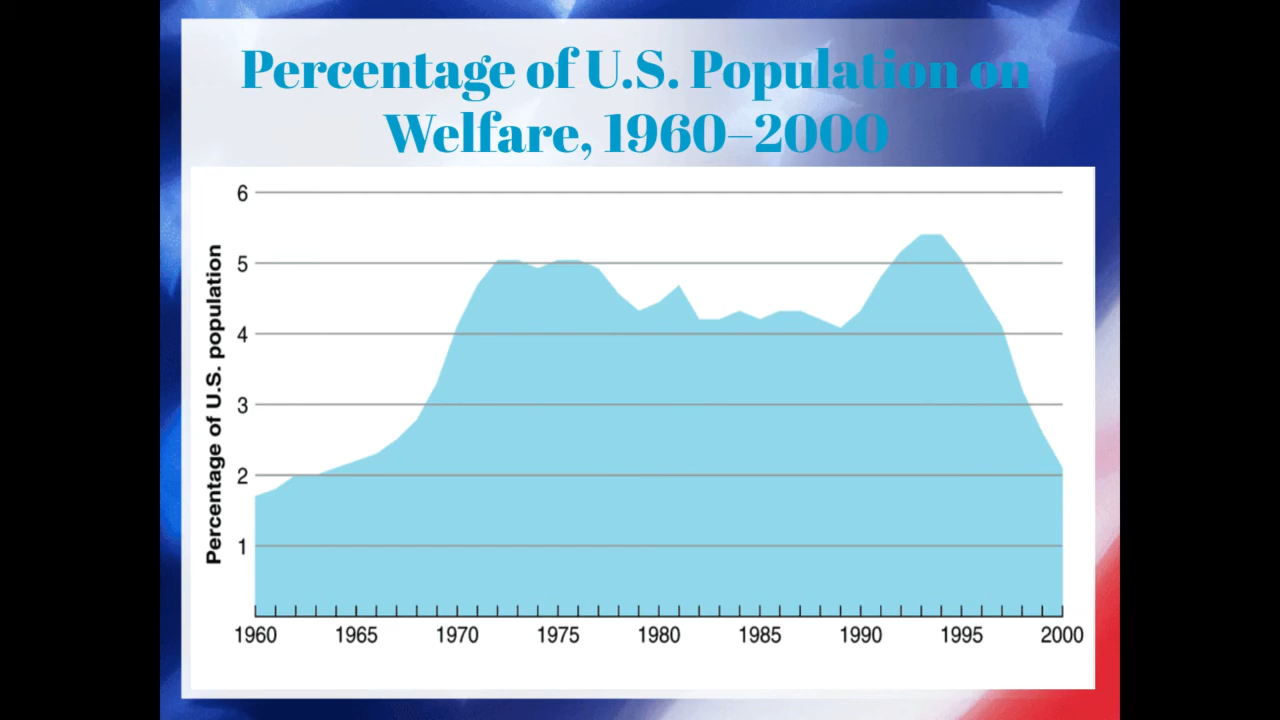 Percentage of U.S. Population on
Welfare, 1960–2000
Percentage of U.S. population
6
5
4
3
2
1
1960 1965 1970 1975 1980 1985 1990 1995 2000